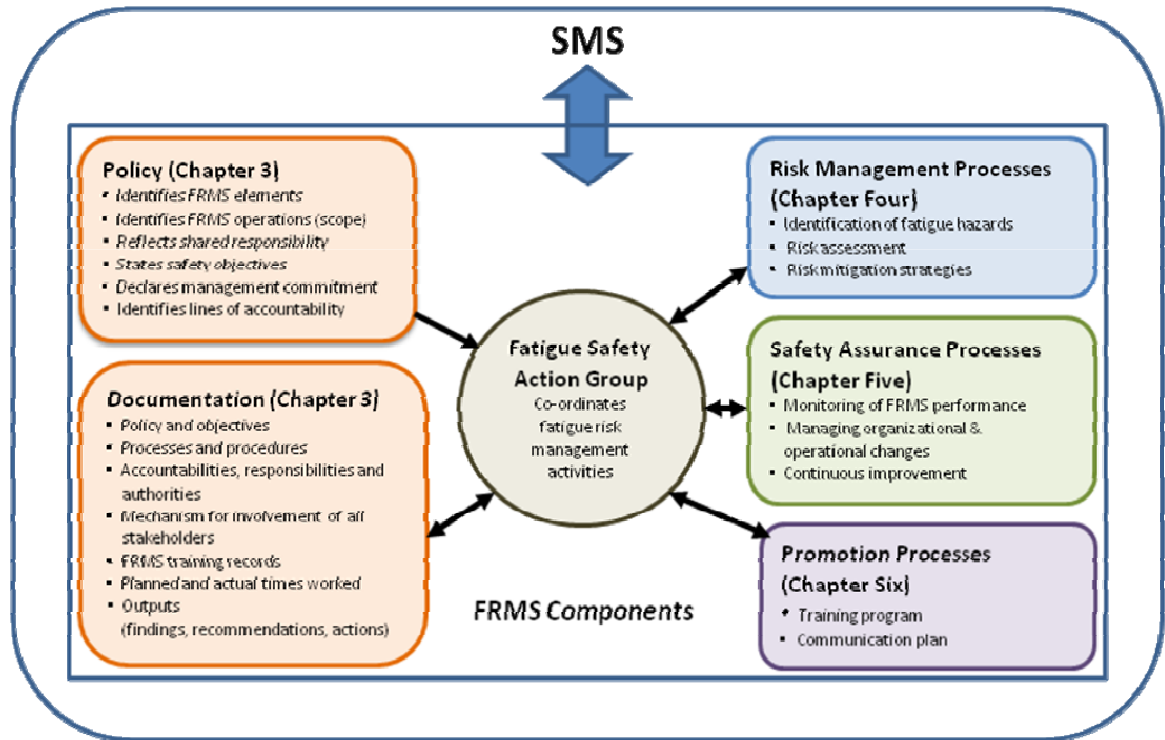 SMS
Policy (Chapter 3)
▪ Identifies FRMS elements
▪ Identifies FRMS operations (scope)
▪ Reflects shared responsibility
▪ States safety objectives
▪ Declares management commitment
▪ Identifies lines of accountability
Documentation (Chapter 3)
▪ Policy and objectives
▪ Processes and procedures
▪ Accountabilities, responsibilities and
authorities
▪ Mechanism for involvement of all
stakeholders
▪ FRMS training records
▪ Planned and actual times worked
▪ Outputs
(findings, recommendations, actions)
Fatigue Safety
Action Group
Co-ordinates
fatigue risk
management
activities
FRMS Components
Risk Management Processes
(Chapter Four)
▪ Identification of fatigue hazards
▪ Risk assessment
▪ Risk mitigation strategies
Safety Assurance Processes
(Chapter Five)
▪ Monitoring of FRMS performance
▪ Managing organizational &
operational changes
▪ Continuous improvement
Promotion Processes
(Chapter Six)
▪ Training program
▪ Communication plan